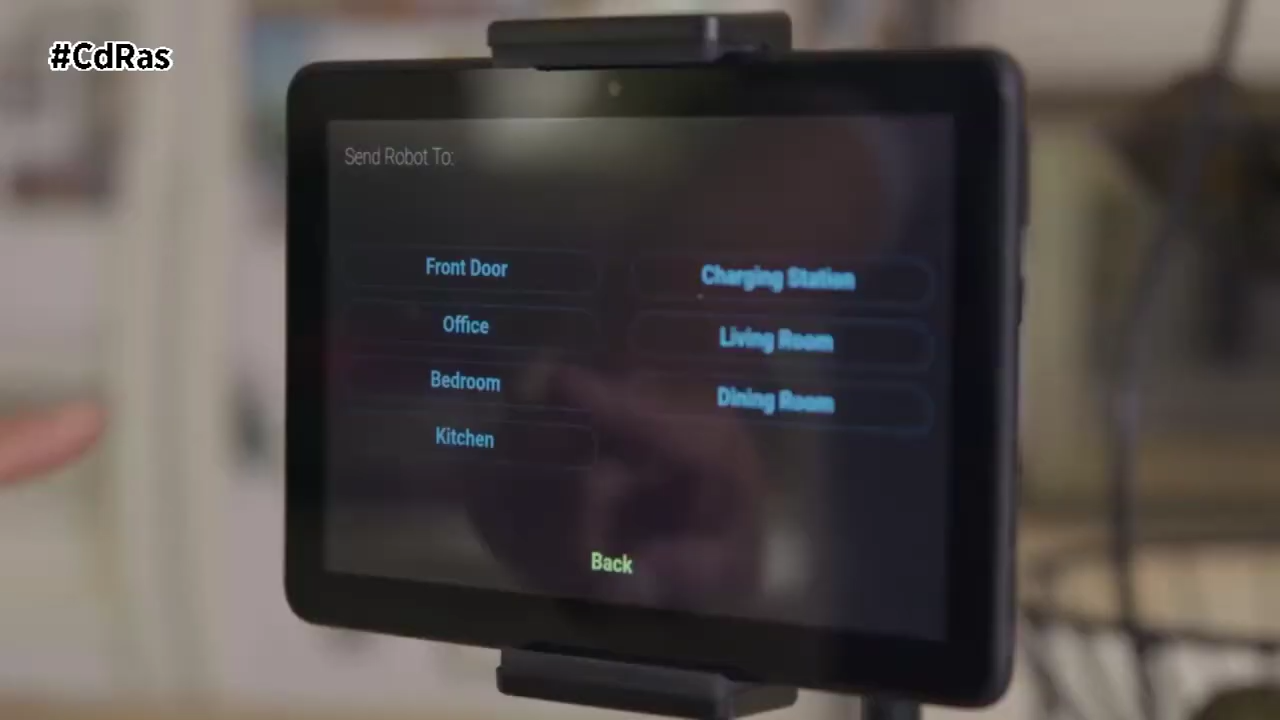 #CdRas
Send Robot To:
Front Door
Office
Bedroom
Kitchen
Charging Station
Living Room
Dining Room
Back